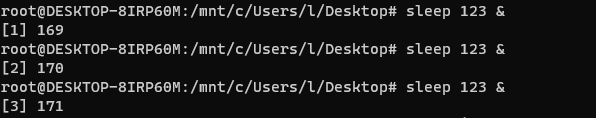 root@DESKTOP-8IRP60M:/mnt/c/Users/l/Desktop# sleep 123 &
[1] 169
root@DESKTOP-8IRP60M:/mnt/c/Users/l/Desktop# sleep 123 &
[2] 170
root@DESKTOP-8IRP60M:/mnt/c/Users/l/Desktop# sleep 123 &
[3] 171